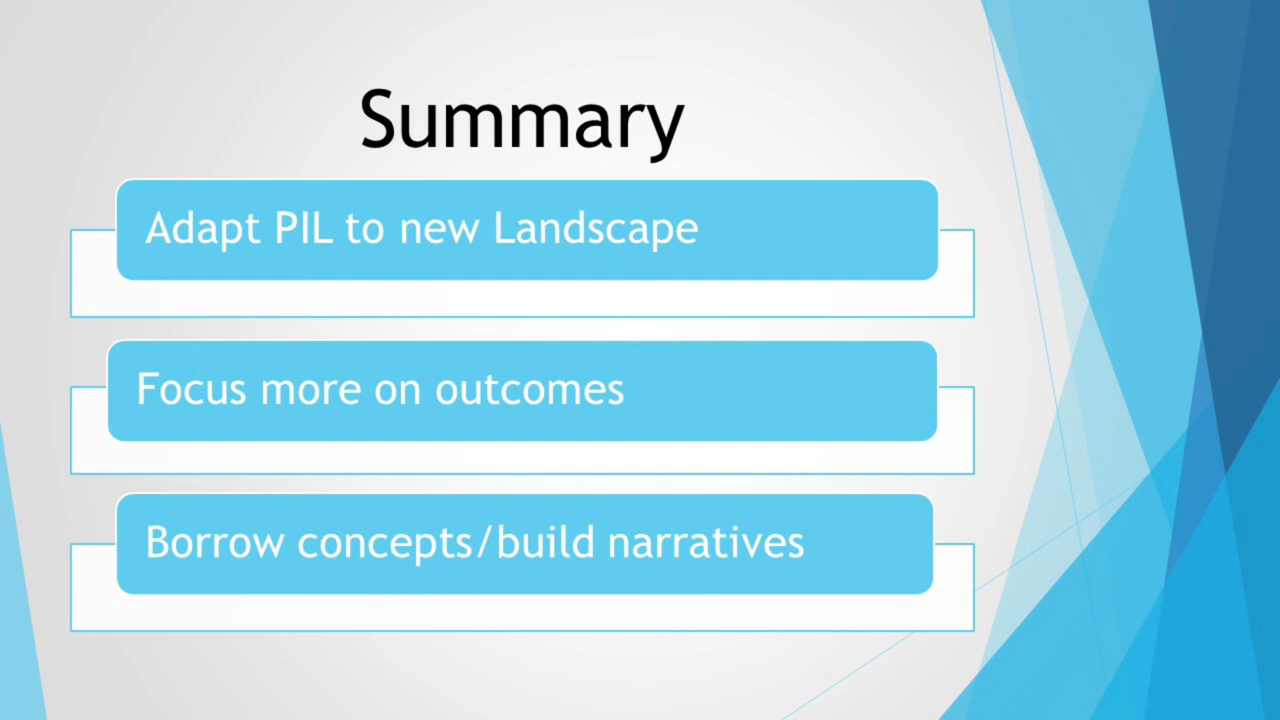 Summary
Adapt PIL to new Landscape
Focus more on outcomes
Borrow concepts/build narratives